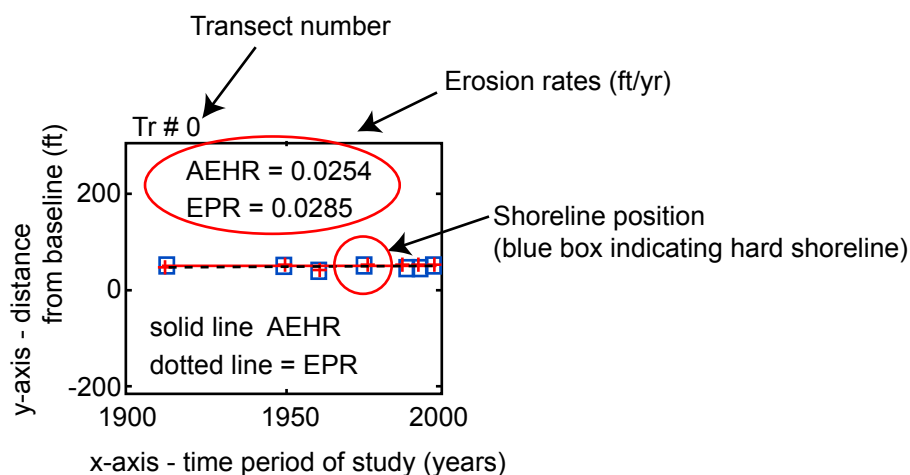 Transect number
Erosion rates (ft/yr)
Tr # 0
AEHR = 0.0254
EPR = 0.0285
Shoreline position
(blue box indicating hard shoreline)
y-axis - distance
from baseline (ft)
200
0
-200
solid line  AEHR
dotted line = EPR
1900
1950
2000
x-axis - time period of study (years)